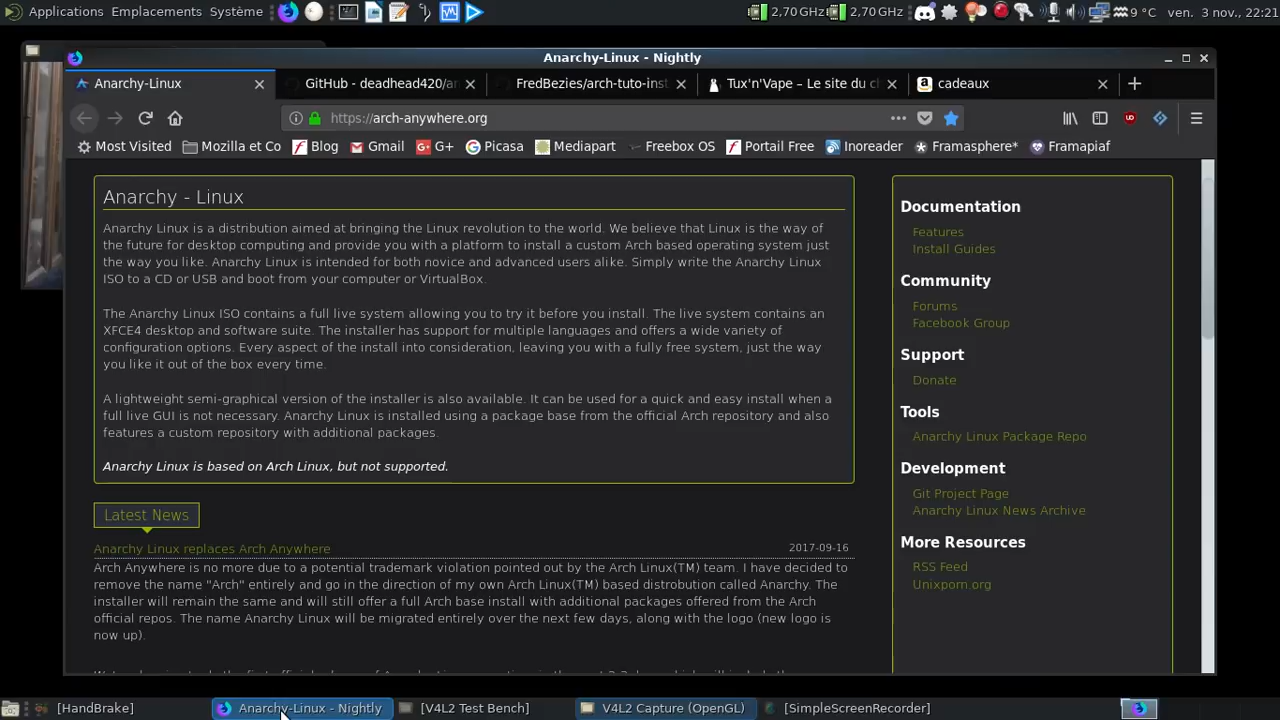 Applications Emplacements Système 2,70 GHz 2,70 GHz 9 °C ven. 3 nov., 22:21
Anarchy-Linux - Nightly
Anarchy-Linux GitHub - deadhead420/an FredBezies/arch-tuto-inst Tux'n'Vape – Le site du cl cadeaux
https://arch-anywhere.org
Most Visited Mozilla et Co Blog Gmail G+ Picasa Mediapart Freebox OS Portail Free Inoreader Framasphere* Framapiaf
Anarchy - Linux
Anarchy Linux is a distribution aimed at bringing the Linux revolution to the world. We believe that Linux is the way of
the future for desktop computing and provide you with a platform to install a custom Arch based operating system just
the way you like. Anarchy Linux is intended for both novice and advanced users alike. Simply write the Anarchy Linux
ISO to a CD or USB and boot from your computer or VirtualBox.
The Anarchy Linux ISO contains a full live system allowing you to try it before you install. The live system contains an
XFCE4 desktop and software suite. The installer has support for multiple languages and offers a wide variety of
configuration options. Every aspect of the install into consideration, leaving you with a fully free system, just the way
you like it out of the box every time.
A lightweight semi-graphical version of the installer is also available. It can be used for a quick and easy install when a
full live GUI is not necessary. Anarchy Linux is installed using a package base from the official Arch repository and also
features a custom repository with additional packages.
Anarchy Linux is based on Arch Linux, but not supported.
Latest News
Anarchy Linux replaces Arch Anywhere 2017-09-16
Arch Anywhere is no more due to a potential trademark violation pointed out by the Arch Linux(TM) team. I have decided to
remove the name "Arch" entirely and go in the direction of my own Arch Linux(TM) based distrobution called Anarchy. The
installer will remain the same and will still offer a full Arch base install with additional packages offered from the Arch
official repos. The name Anarchy Linux will be migrated entirely over the next few days, along with the logo (new logo is
now up).
Documentation
Features
Install Guides
Community
Forums
Facebook Group
Support
Donate
Tools
Anarchy Linux Package Repo
Development
Git Project Page
Anarchy Linux News Archive
More Resources
RSS Feed
Unixporn.org
[HandBrake] Anarchy-Linux - Nightly [V4L2 Test Bench] V4L2 Capture (OpenGL) [SimpleScreenRecorder]